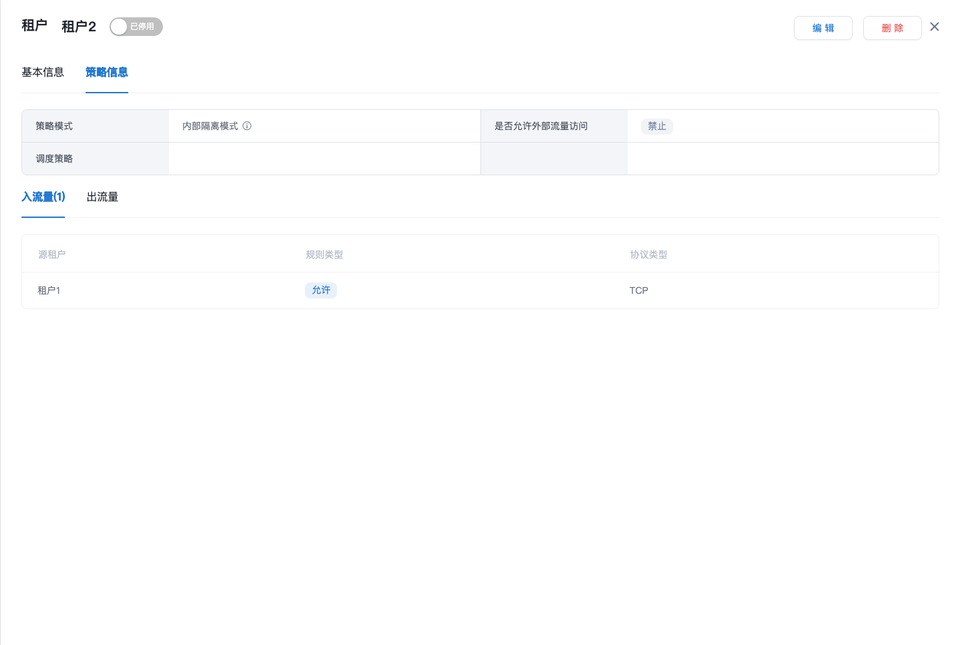 租户 租户2 已停用 编 辑 删 除
基本信息 策略信息
策略模式 内部隔离模式 是否允许外部流量访问 禁止
调度策略
入流量(1) 出流量
源租户 规则类型 协议类型
租户1 允许 TCP